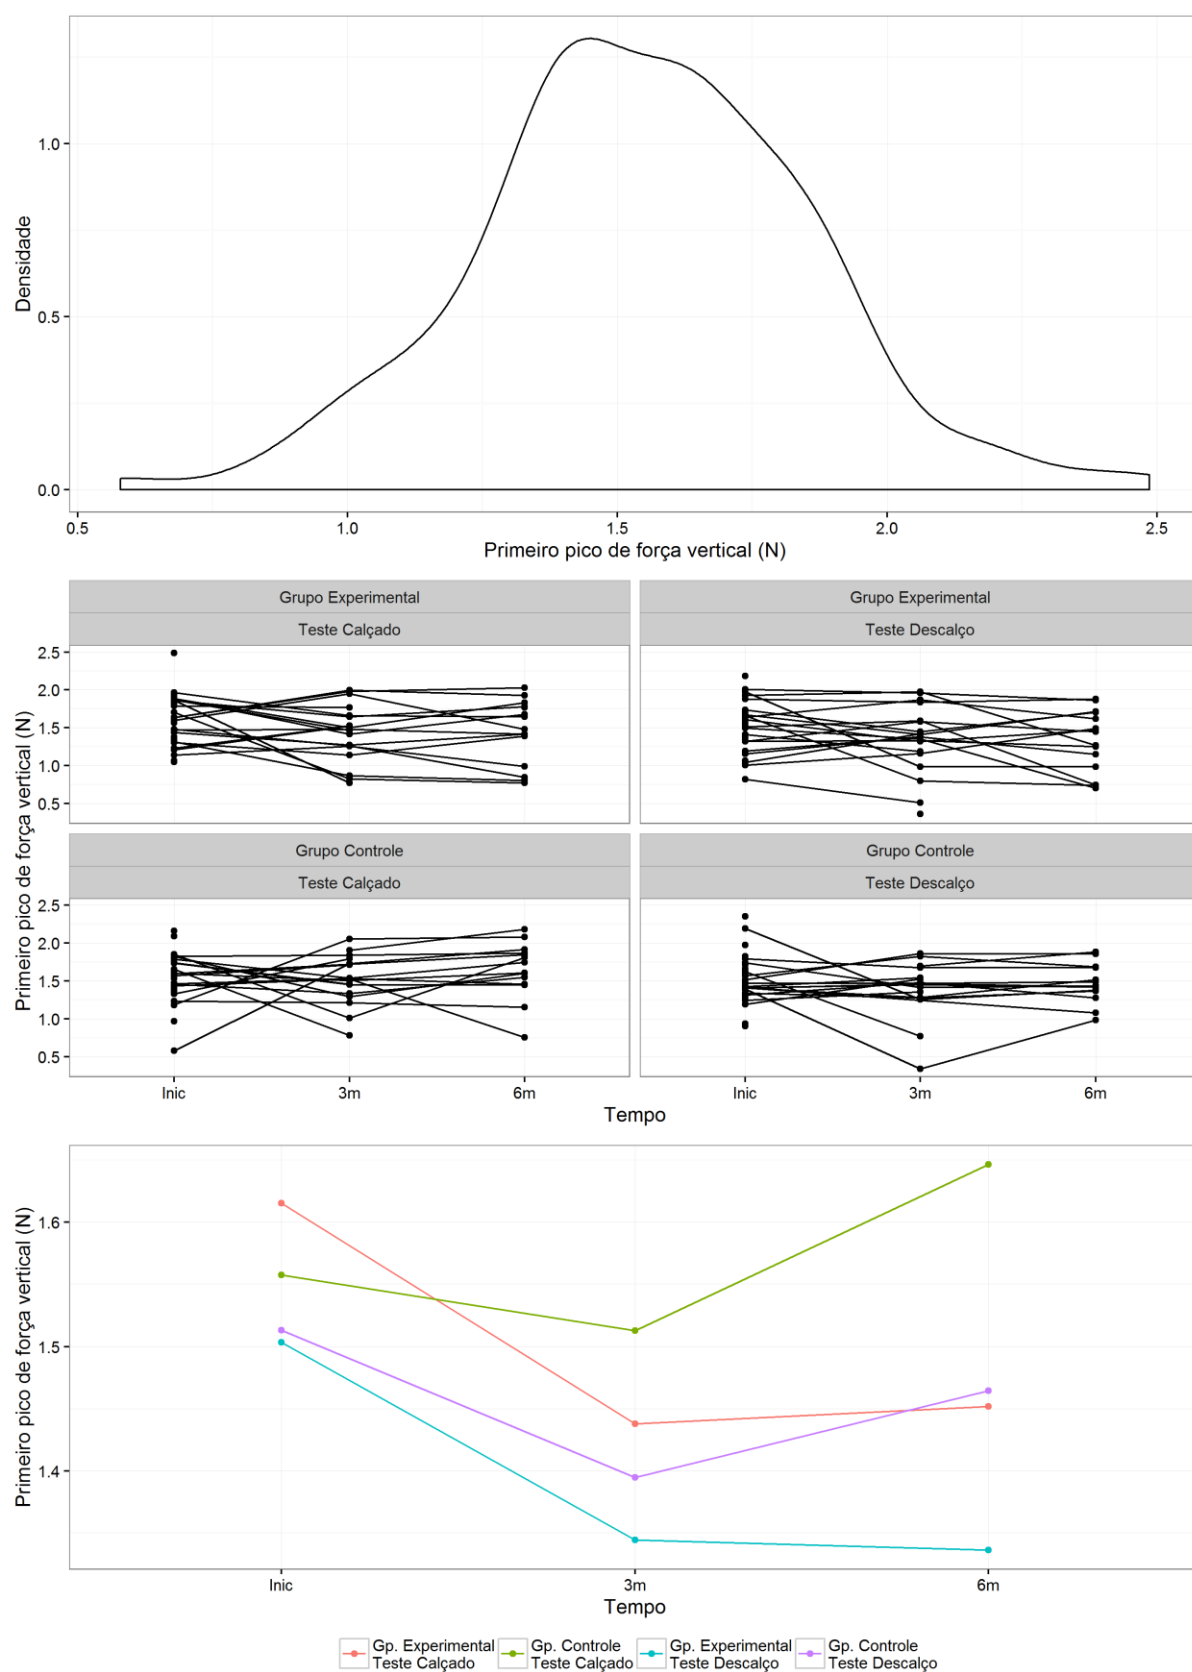 Densidade
1.0
0.5
0.0
0.5
1.0
1.5
2.0
2.5
Primeiro pico de força vertical (N)
Primeiro pico de força vertical (N)
Grupo Experimental
Teste Calçado
Grupo Experimental
Teste Descalço
2.5
2.0
1.5
1.0
0.5
Grupo Controle
Teste Calçado
Grupo Controle
Teste Descalço
2.5
2.0
1.5
1.0
0.5
Inic
3m
6m
Inic
3m
6m
Tempo
Primeiro pico de força vertical (N)
1.6
1.5
1.4
Inic
3m
6m
Tempo
Gp. Experimental
Teste Calçado
Gp. Controle
Teste Calçado
Gp. Experimental
Teste Descalço
Gp. Controle
Teste Descalço